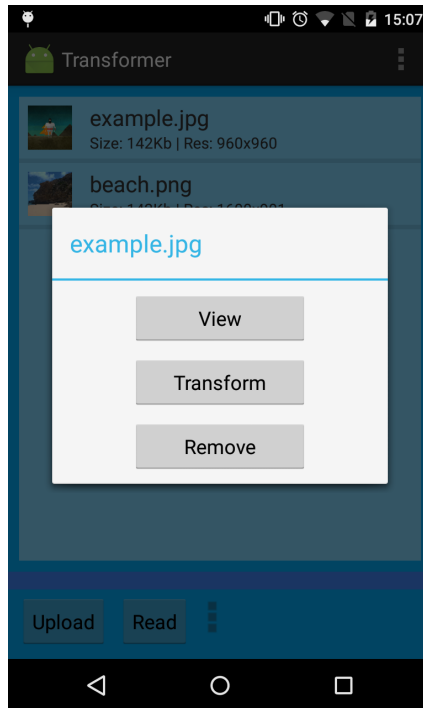 15:07
Transformer
example.jpg
Size: 142Kb | Res: 960x960
beach.png
example.jpg
View
Transform
Remove
Upload
Read